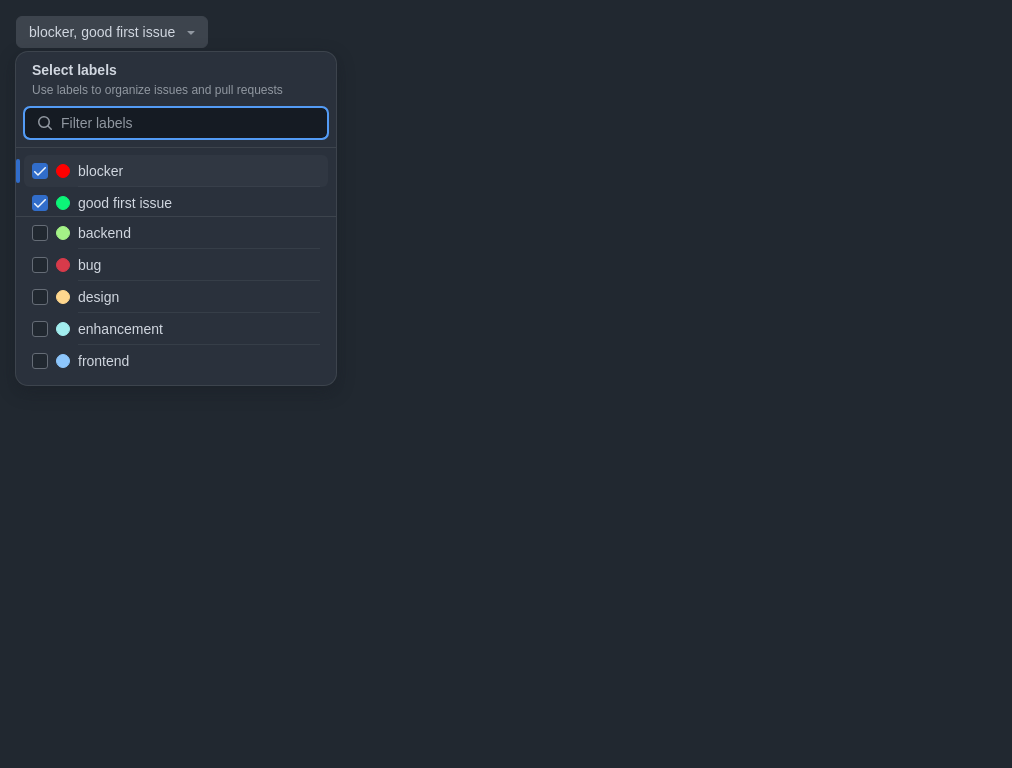 blocker, good first issue
Select labels
Use labels to organize issues and pull requests
Filter labels
blocker
good first issue
backend
bug
design
enhancement
frontend